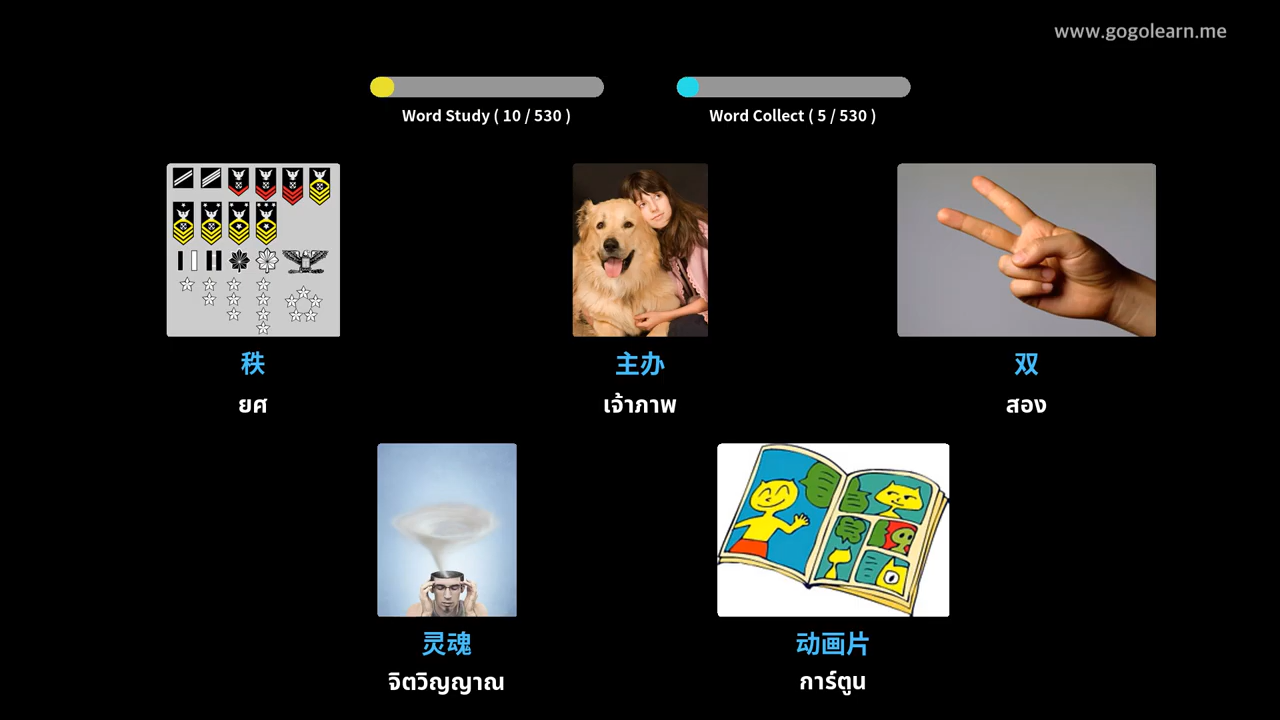 www.gogolearn.me
Word Study ( 10 / 530 )
Word Collect ( 5 / 530 )
秩
主办
双
ยศ
เจ้าภาพ
สอง
灵魂
动画片
จิตวิญญาณ
การ์ตูน